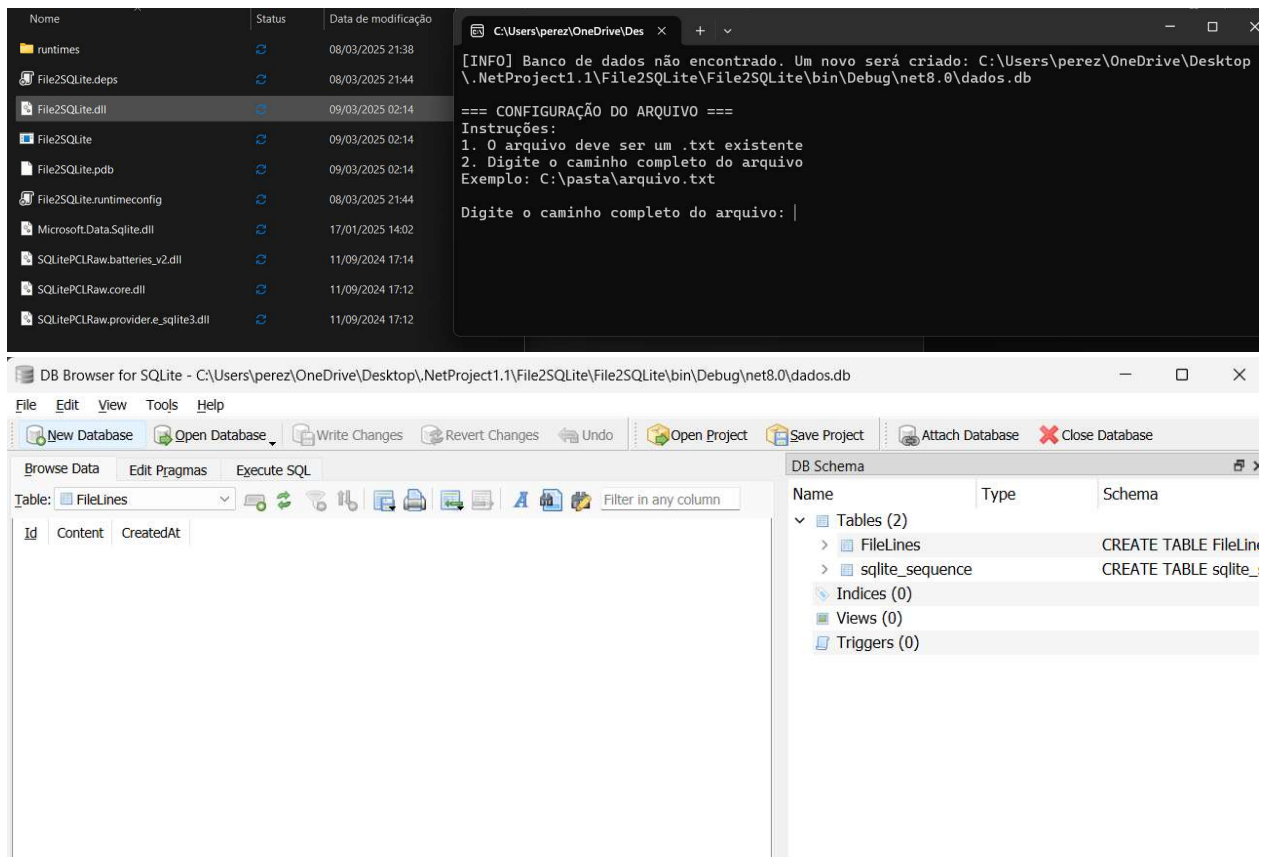 Nome Status Data de modificação
runtimes 08/03/2025 21:38
File2SQLite.deps 08/03/2025 21:44
File2SQLite.dll 09/03/2025 02:14
File2SQLite 09/03/2025 02:14
File2SQLite.pdb 09/03/2025 02:14
File2SQLite.runtimeconfig 08/03/2025 21:44
Microsoft.Data.Sqlite.dll 17/01/2025 14:02
SQLitePCLRaw.batteries_v2.dll 11/09/2024 17:14
SQLitePCLRaw.core.dll 11/09/2024 17:12
SQLitePCLRaw.provider.e_sqlite3.dll 11/09/2024 17:12
C:\Users\perez\OneDrive\Des
[INFO] Banco de dados não encontrado. Um novo será criado: C:\Users\perez\OneDrive\Desktop
\.NetProject1.1\File2SQLite\File2SQLite\bin\Debug\net8.0\dados.db
=== CONFIGURAÇÃO DO ARQUIVO ===
Instruções:
1. O arquivo deve ser um .txt existente
2. Digite o caminho completo do arquivo
Exemplo: C:\pasta\arquivo.txt
Digite o caminho completo do arquivo:
DB Browser for SQLite - C:\Users\perez\OneDrive\Desktop\.NetProject1.1\File2SQLite\File2SQLite\bin\Debug\net8.0\dados.db
File Edit View Tools Help
New Database Open Database Write Changes Revert Changes Undo Open Project Save Project Attach Database Close Database
Browse Data Edit Pragmas Execute SQL
Table: FileLines Filter in any column
Id Content CreatedAt
DB Schema
Name Type Schema
Tables (2)
FileLines CREATE TABLE FileLin
sqlite_sequence CREATE TABLE sqlite_
Indices (0)
Views (0)
Triggers (0)